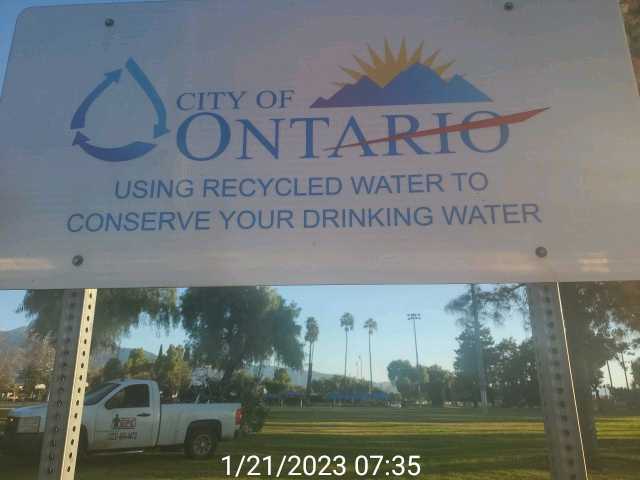 CITY OF
ONTARIO
USING RECYCLED WATER TO
CONSERVE YOUR DRINKING WATER
1/21/2023 07:35